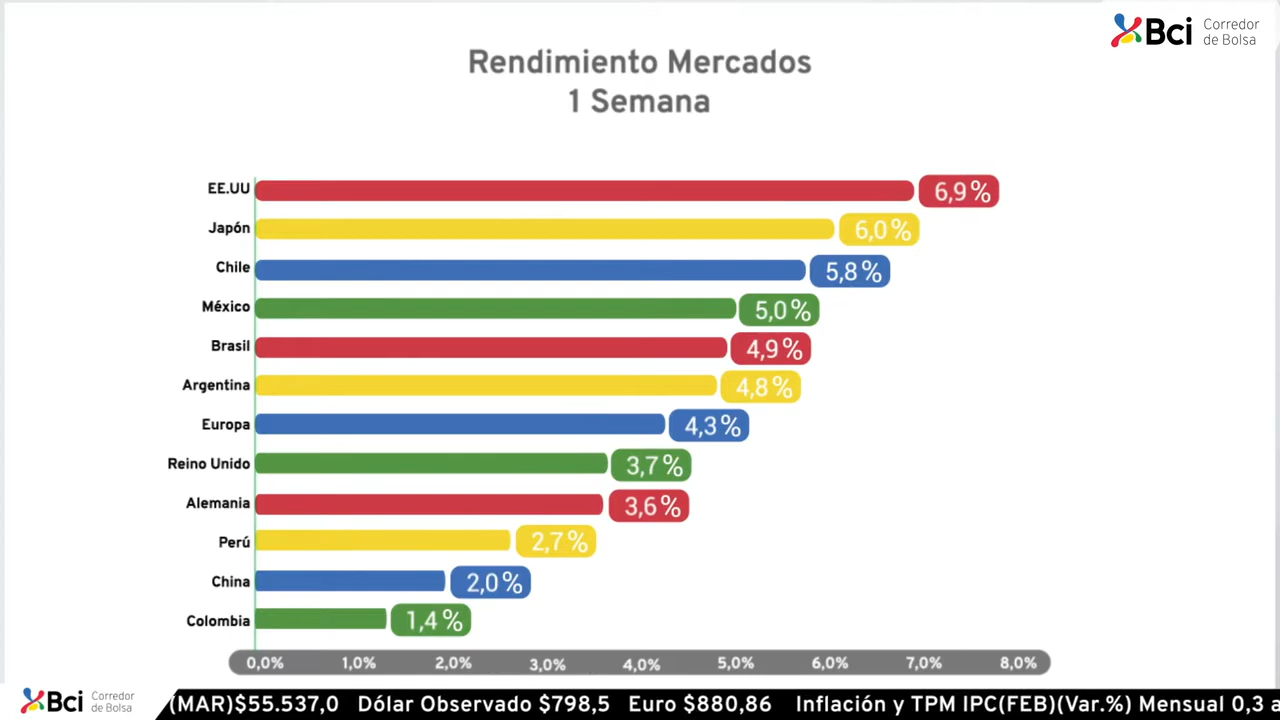 Bci Corredor
de Bolsa
Rendimiento Mercados
1 Semana
EE.UU 6,9%
Japón 6,0%
Chile 5,8%
México 5,0%
Brasil 4,9%
Argentina 4,8%
Europa 4,3%
Reino Unido 3,7%
Alemania 3,6%
Perú 2,7%
China 2,0%
Colombia 1,4%
0,0% 1,0% 2,0% 3,0% 4,0% 5,0% 6,0% 7,0% 8,0%
Bci Corredor
de Bolsa
(MAR)$55.537,0 Dólar Observado $798,5 Euro $880,86 Inflación y TPM IPC(FEB)(Var.%) Mensual 0,3 a